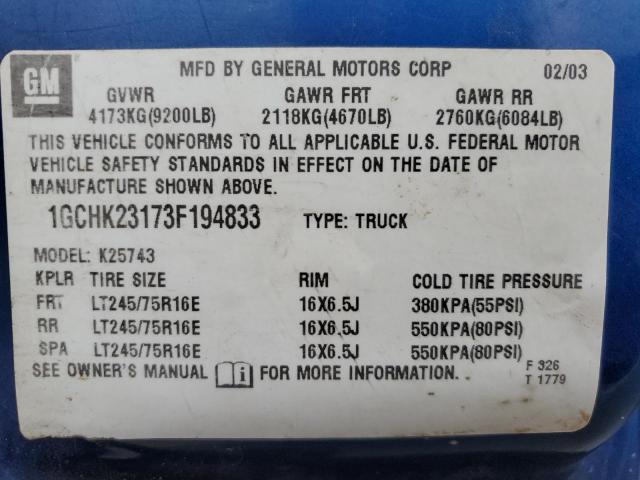 GM MFD BY GENERAL MOTORS CORP 02/03
GVWR GAWR FRT GAWR RR
4173KG(9200LB) 2118KG(4670LB) 2760KG(6084LB)
THIS VEHICLE CONFORMS TO ALL APPLICABLE U.S. FEDERAL MOTOR
VEHICLE SAFETY STANDARDS IN EFFECT ON THE DATE OF
MANUFACTURE SHOWN ABOVE.
1GCHK23173F194833 TYPE: TRUCK
MODEL: K25743
KPLR TIRE SIZE RIM COLD TIRE PRESSURE
FRT LT245/75R16E 16X6.5J 380KPA(55PSI)
RR LT245/75R16E 16X6.5J 550KPA(80PSI)
SPA LT245/75R16E 16X6.5J 550KPA(80PSI)
SEE OWNER'S MANUAL i FOR MORE INFORMATION.
F 326
T 1779